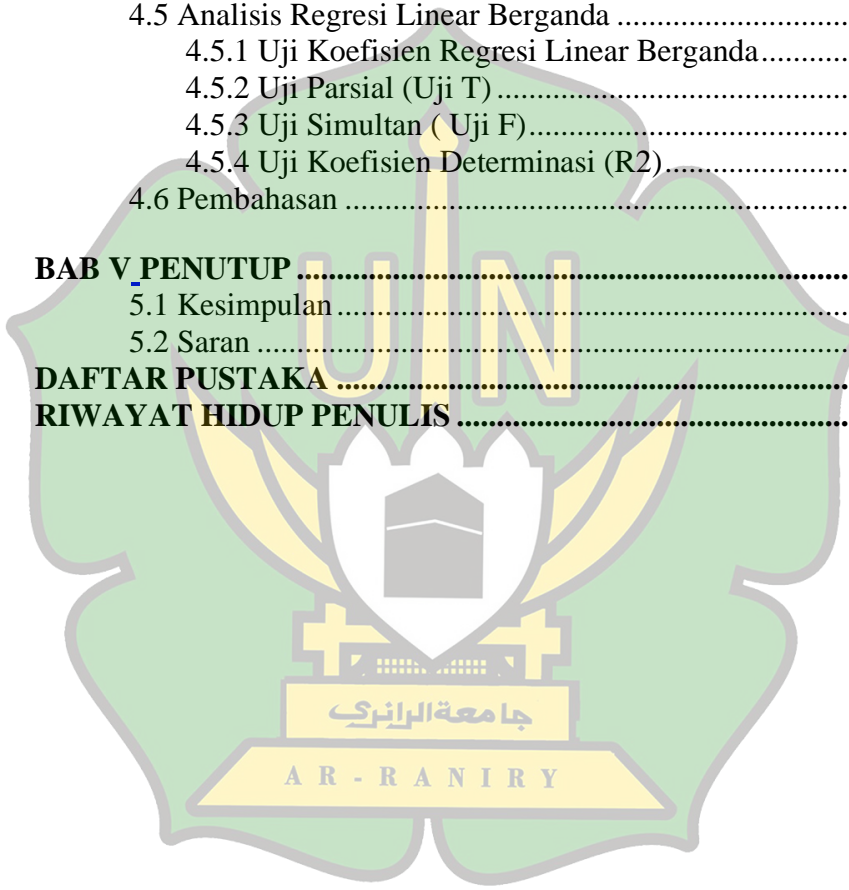 4.5 Analisis Regresi Linear Berganda ..............................
4.5.1 Uji Koefisien Regresi Linear Berganda...........
4.5.2 Uji Parsial (Uji T) .............................................
4.5.3 Uji Simultan ( Uji F).........................................
4.5.4 Uji Koefisien Determinasi (R2).......................
4.6 Pembahasan ................................................................
BAB V PENUTUP .....................................................................
5.1 Kesimpulan .................................................................
5.2 Saran ...........................................................................
DAFTAR PUSTAKA ................................................................
RIWAYAT HIDUP PENULIS .................................................
UIN
جامعةالرانري
AR-RANIRY